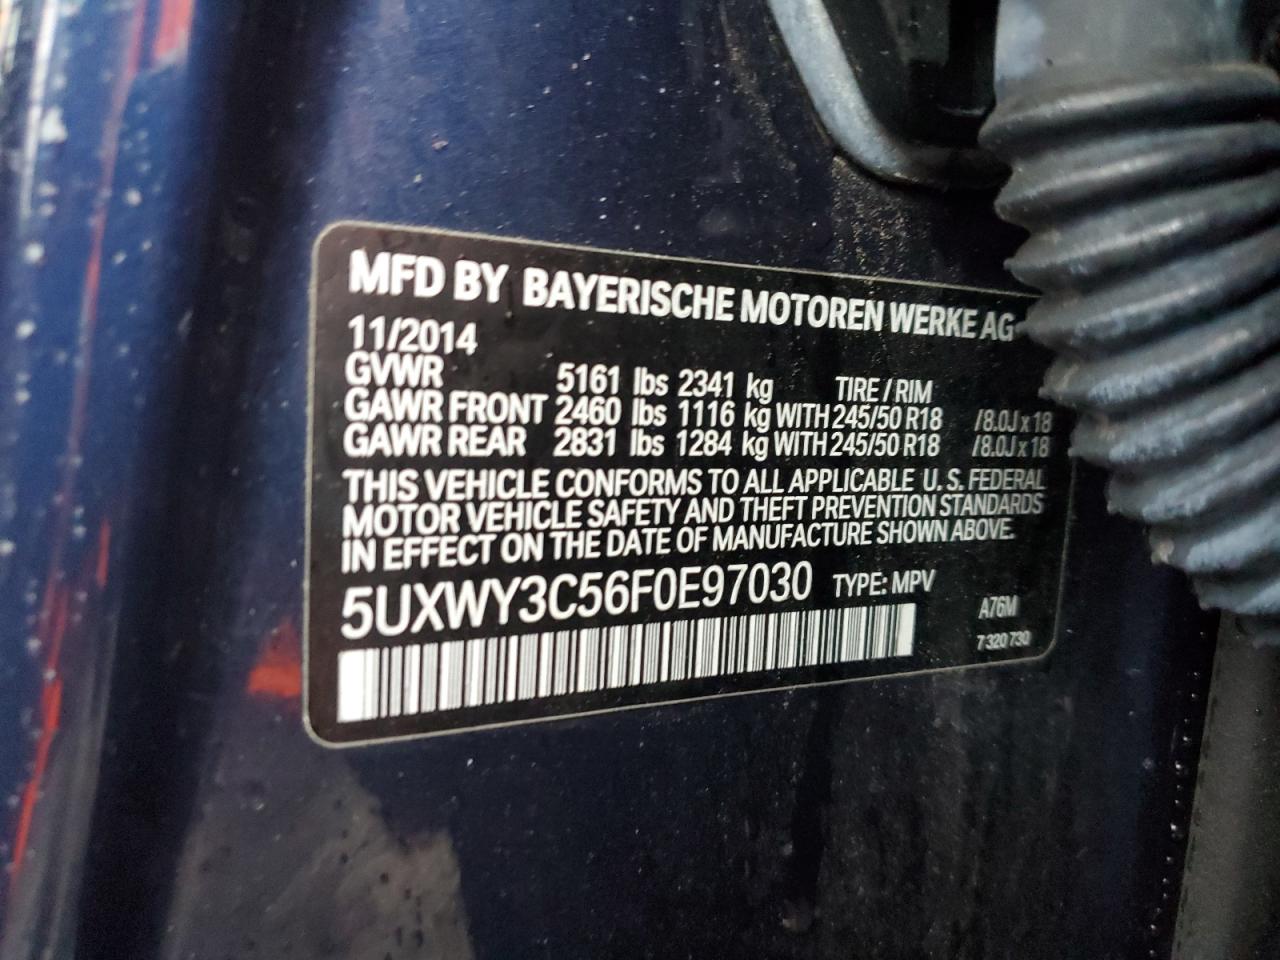 MFD BY BAYERISCHE MOTOREN WERKE AG
11/2014
GVWR 5161 lbs 2341 kg TIRE / RIM
GAWR FRONT 2460 lbs 1116 kg WITH 245/50 R18 /8.0J x 18
GAWR REAR 2831 lbs 1284 kg WITH 245/50 R18 /8.0J x 18
THIS VEHICLE CONFORMS TO ALL APPLICABLE U. S. FEDERAL
MOTOR VEHICLE SAFETY AND THEFT PREVENTION STANDARDS
IN EFFECT ON THE DATE OF MANUFACTURE SHOWN ABOVE.
5UXWY3C56F0E97030 TYPE: MPV
A76M
7 320 730